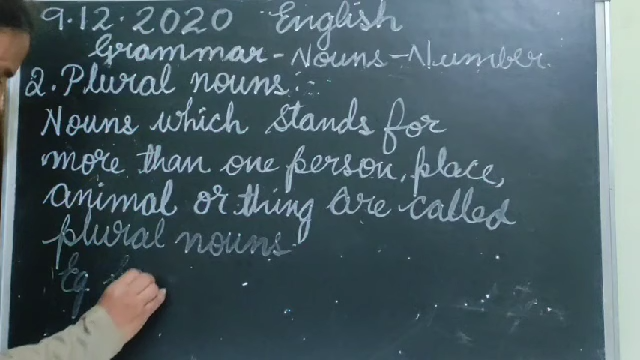 9.12.2020 English
Grammar-Nouns-Number.
2. Plural nouns:-
Nouns which stands for
more than one person, place,
animal or thing are called
plural nouns.
Eg